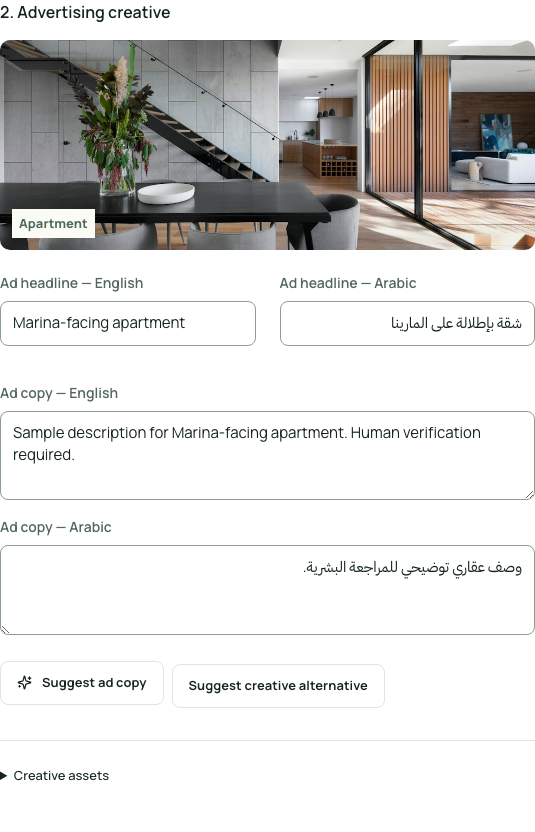 2. Advertising creative
Apartment
Ad headline — English
Ad headline — Arabic
Marina-facing apartment
شقة بإطلالة على المارينا
Ad copy — English
Sample description for Marina-facing apartment. Human verification
required.
Ad copy — Arabic
وصف عقاري توضيحي للمراجعة البشرية.
Suggest ad copy
Suggest creative alternative
Creative assets